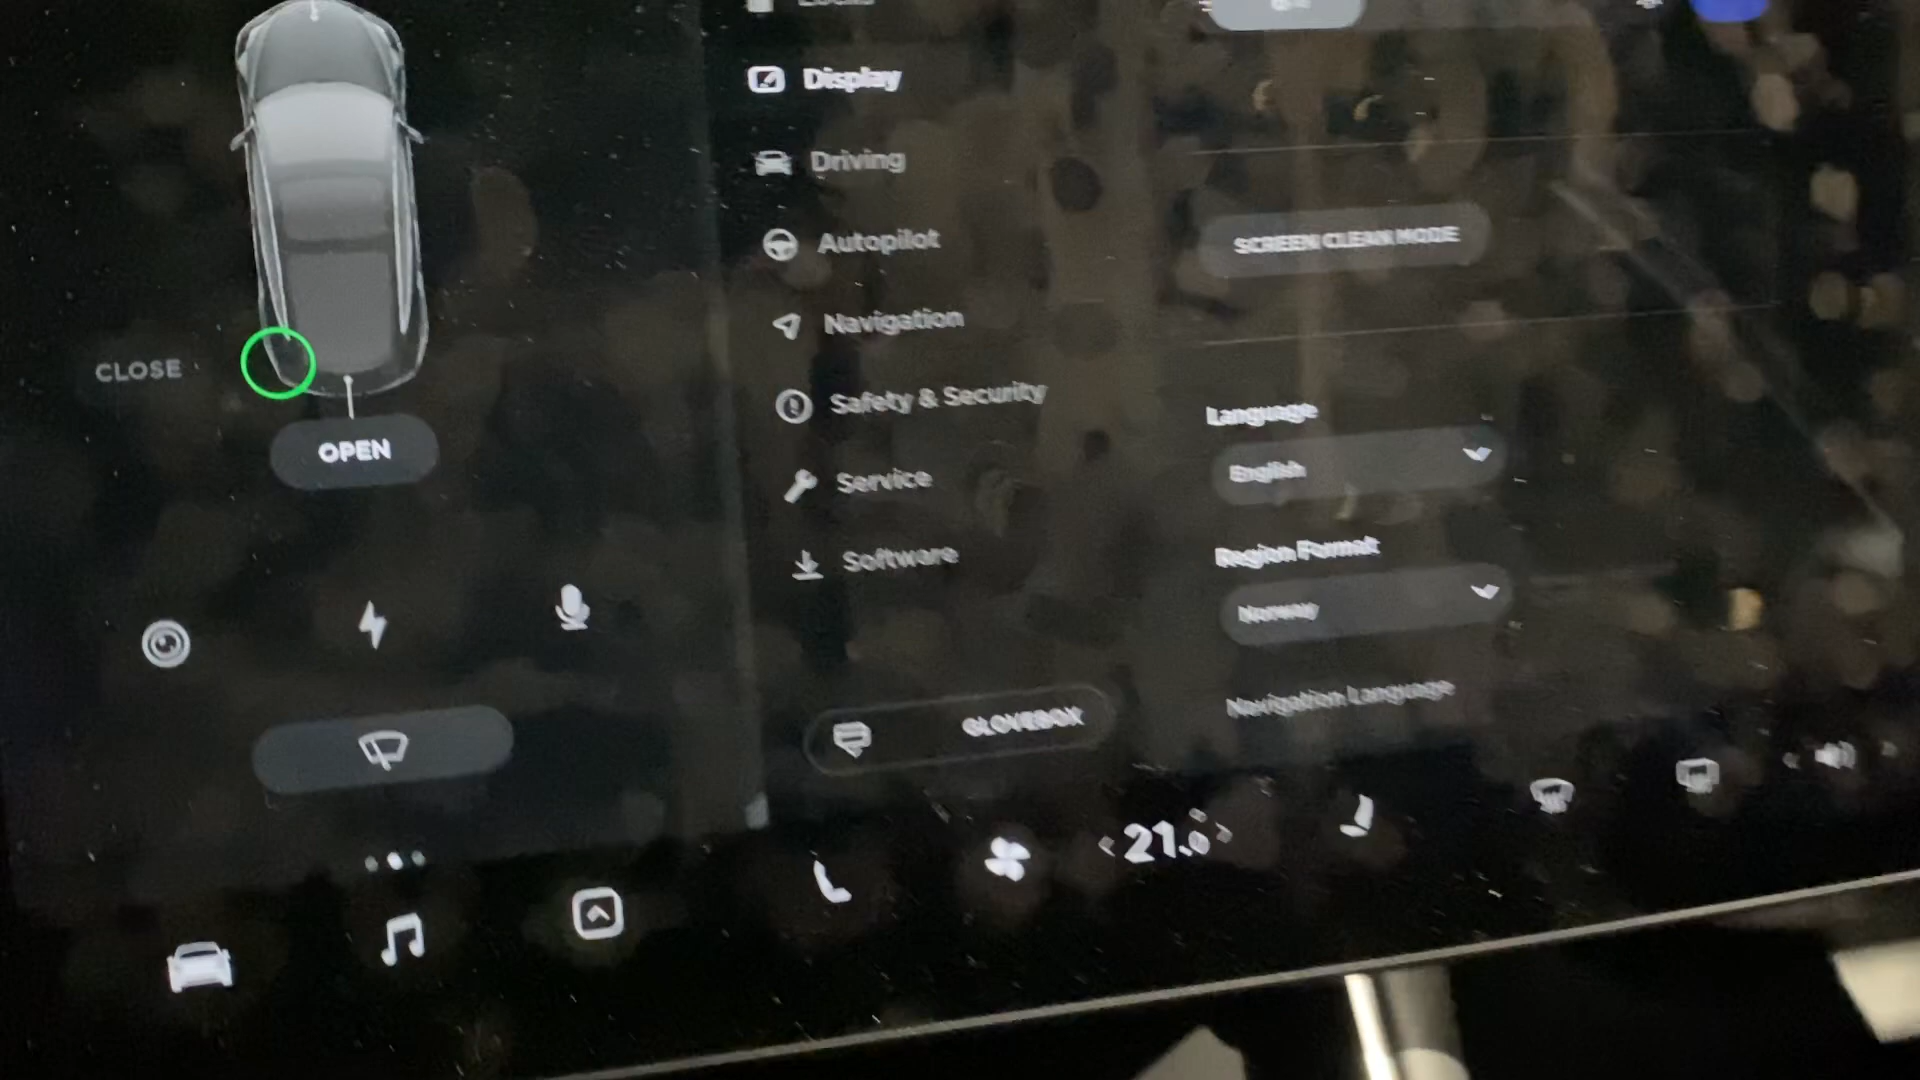 Display
Driving
Autopilot
SCREEN CLEAN MODE
Navigation
CLOSE
Safety & Security
Language
English
OPEN
Service
Region Format
Norway
Software
Navigation Language
GLOVEBOX
21.0